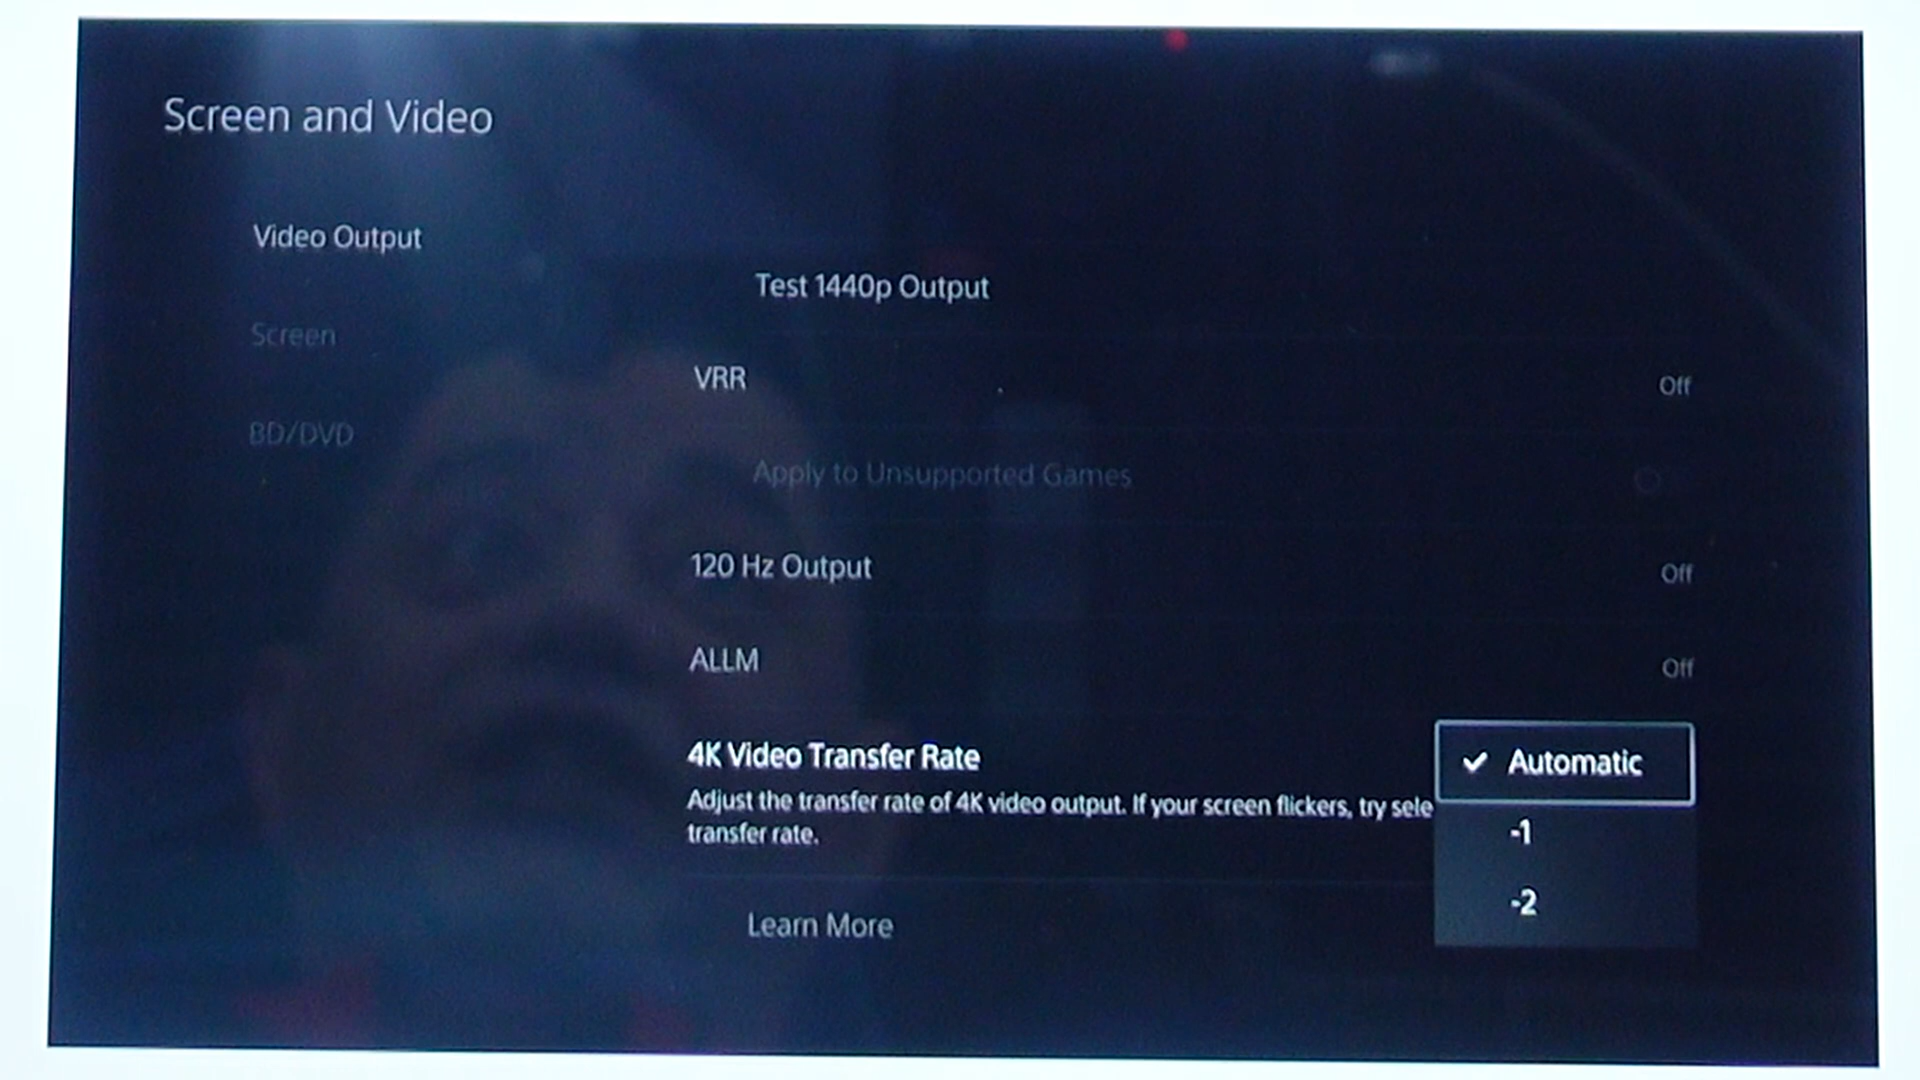 Screen and Video
Video Output
Screen
BD/DVD
Test 1440p Output
VRR
Off
Apply to Unsupported Games
120 Hz Output
Off
ALLM
Off
4K Video Transfer Rate
Adjust the transfer rate of 4K video output. If your screen flickers, try sele
transfer rate.
Automatic
-1
-2
Learn More